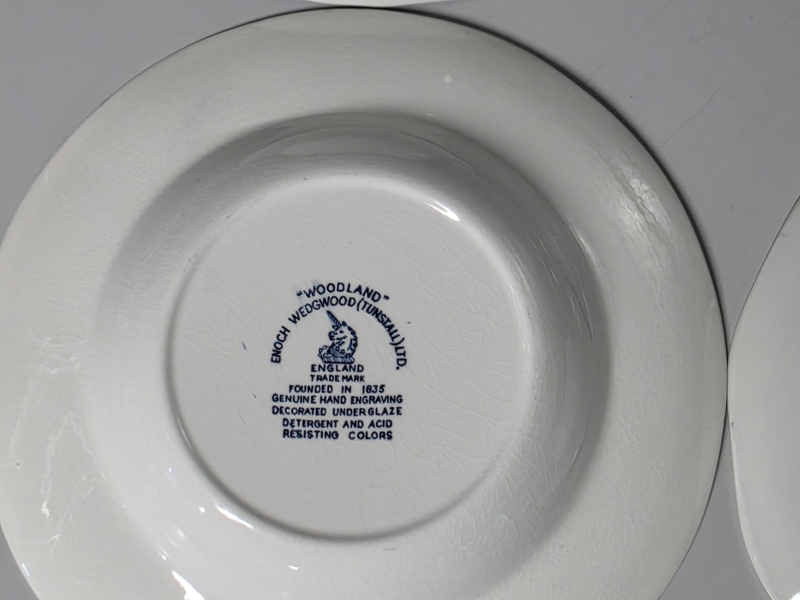 "WOODLAND"
ENOCH WEDGWOOD (TUNSTALL) LTD.
ENGLAND
TRADE MARK
FOUNDED IN 1835
GENUINE HAND ENGRAVING
DECORATED UNDERGLAZE
DETERGENT AND ACID
RESISTING COLORS